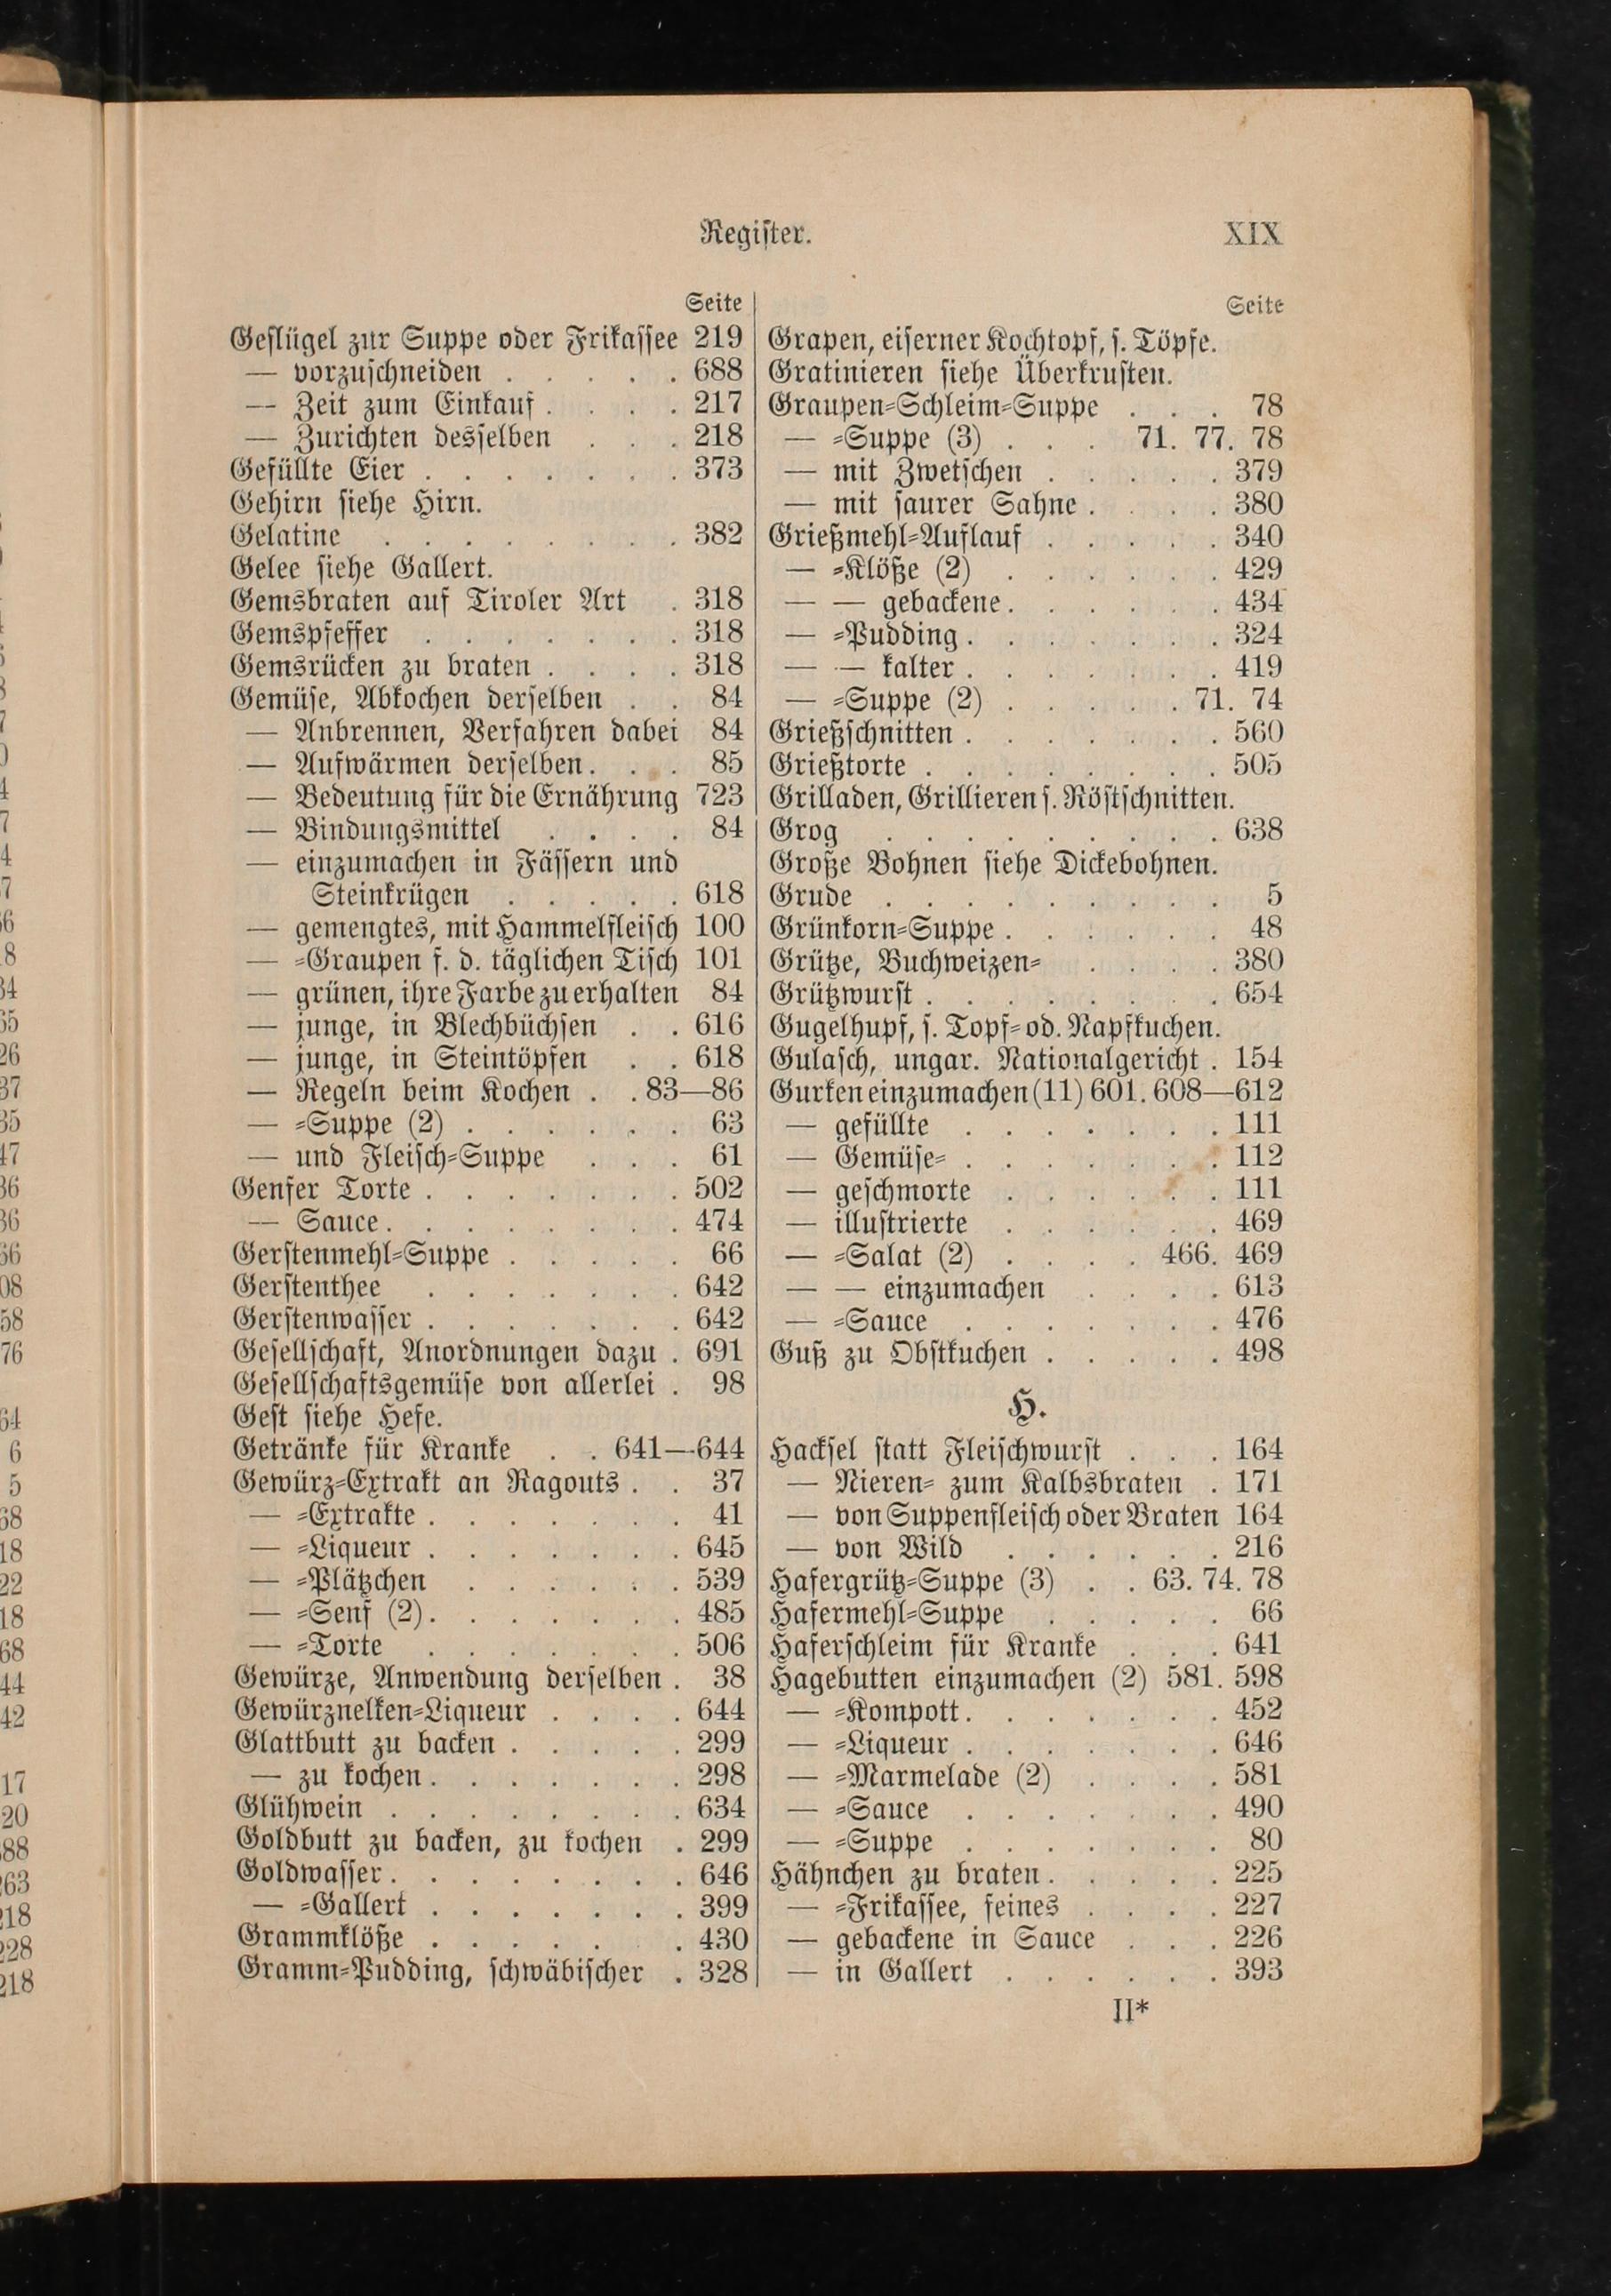 Register.
XIX
Seite
Geflügel zur Suppe oder Frikassee 219
— vorzuschneiden . . . . . 688
— Zeit zum Einkauf . . . . 217
— Zurichten desselben . . . 218
Gefüllte Eier . . . . . . . . 373
Gehirn siehe Hirn.
Gelatine . . . . . . . . . 382
Gelee siehe Gallert.
Gemsbraten auf Tiroler Art . 318
Gemspfeffer . . . . . . . . 318
Gemsrücken zu braten . . . . 318
Gemüse, Abkochen derselben . . 84
— Anbrennen, Verfahren dabei 84
— Aufwärmen derselben . . . 85
— Bedeutung für die Ernährung 723
— Bindungsmittel . . . . 84
— einzumachen in Fässern und
Steinkrügen . . . . . . 618
— gemengtes, mit Hammelfleisch 100
— =Graupen f. d. täglichen Tisch 101
— grünen, ihre Farbe zu erhalten 84
— junge, in Blechbüchsen . . 616
— junge, in Steintöpfen . . 618
— Regeln beim Kochen . . 83—86
— =Suppe (2) . . . . . . . 63
— und Fleisch=Suppe . . . 61
Genfer Torte . . . . . . . . 502
— Sauce . . . . . . . . . 474
Gerstenmehl=Suppe . . . . . . 66
Gerstenthee . . . . . . . . 642
Gerstenwasser . . . . . . . . 642
Gesellschaft, Anordnungen dazu . 691
Gesellschaftsgemüse von allerlei . 98
Gest siehe Hefe.
Getränke für Kranke . . 641—644
Gewürz=Extrakt an Ragouts . . 37
— =Extrakte . . . . . . . . 41
— =Liqueur . . . . . . . . 645
— =Plätzchen . . . . . . . 539
— =Senf (2) . . . . . . . . 485
— =Torte . . . . . . . . 506
Gewürze, Anwendung derselben . 38
Gewürznelken=Liqueur . . . . 644
Glattbutt zu backen . . . . . . 299
— zu kochen . . . . . . . . 298
Glühwein . . . . . . . . . 634
Goldbutt zu backen, zu kochen . 299
Goldwasser . . . . . . . . . 646
— =Gallert . . . . . . . . 399
Grammklöße . . . . . . . . 430
Gramm=Pudding, schwäbischer . 328
Seite
Grapen, eiserner Kochtopf, s. Töpfe.
Gratinieren siehe Überkrusten.
Graupen=Schleim=Suppe . . . 78
— =Suppe (3) . . . 71. 77. 78
— mit Zwetschen . . . . . . 379
— mit saurer Sahne . . . . 380
Grießmehl=Auflauf . . . . . . 340
— =Klöße (2) . . . . . . . 429
— — gebackene . . . . . . . 434
— =Pudding . . . . . . . . 324
— — kalter . . . . . . . . 419
— =Suppe (2) . . . . . . 71. 74
Grießschnitten . . . . . . . . 560
Grießtorte . . . . . . . . . 505
Grilladen, Grillieren s. Röstschnitten.
Grog . . . . . . . . . . 638
Große Bohnen siehe Dickebohnen.
Grude . . . . . . . . . . 5
Grünkorn=Suppe . . . . . . . 48
Grütze, Buchweizen= . . . . 380
Grützwurst . . . . . . . . . 654
Gugelhupf, s. Topf= od. Napfkuchen.
Gulasch, ungar. Nationalgericht . 154
Gurken einzumachen (11) 601. 608—612
— gefüllte . . . . . . . . 111
— Gemüse= . . . . . . . . 112
— geschmorte . . . . . . . 111
— illustrierte . . . . . . . 469
— =Salat (2) . . . . 466. 469
— — einzumachen . . . . 613
— =Sauce . . . . . . . . 476
Guß zu Obstkuchen . . . . . . 498
H.
Hacksel statt Fleischwurst . . . 164
— Nieren= zum Kalbsbraten . 171
— von Suppenfleisch oder Braten 164
— von Wild . . . . . . . 216
Hafergrütz=Suppe (3) . . 63. 74. 78
Hafermehl=Suppe . . . . . . 66
Haferschleim für Kranke . . . 641
Hagebutten einzumachen (2) 581. 598
— =Kompott . . . . . . . . 452
— =Liqueur . . . . . . . . 646
— =Marmelade (2) . . . . 581
— =Sauce . . . . . . . . 490
— =Suppe . . . . . . . . 80
Hähnchen zu braten . . . . . . 225
— =Frikassee, feines . . . . 227
— gebackene in Sauce . . . 226
— in Gallert . . . . . . . 393
II*